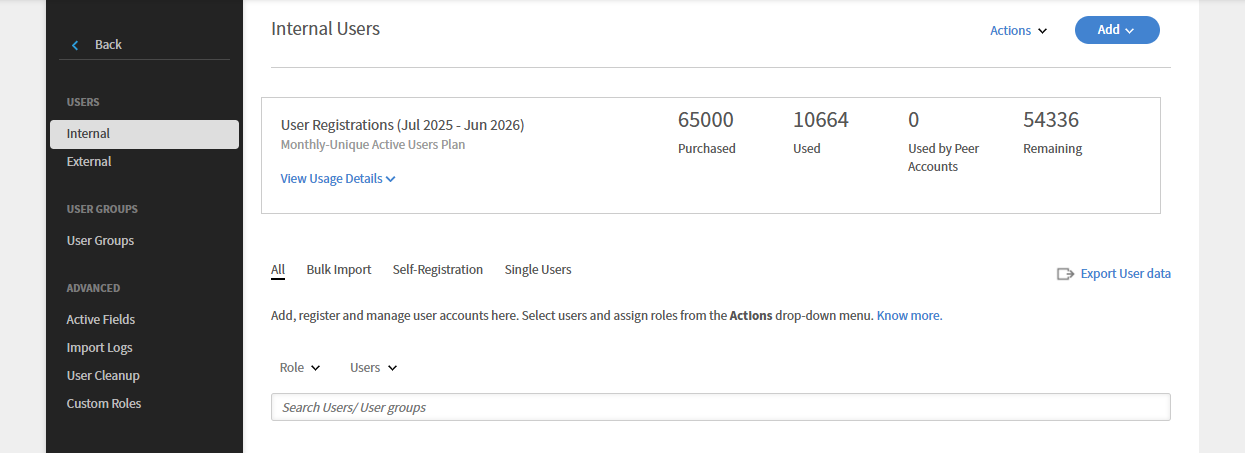 Back
USERS
Internal
External
USER GROUPS
User Groups
ADVANCED
Active Fields
Import Logs
User Cleanup
Custom Roles
Internal Users
Actions
Add
User Registrations (Jul 2025 - Jun 2026)
Monthly-Unique Active Users Plan
View Usage Details
65000
Purchased
10664
Used
0
Used by Peer
Accounts
54336
Remaining
All Bulk Import Self-Registration Single Users
Export User data
Add, register and manage user accounts here. Select users and assign roles from the Actions drop-down menu. Know more.
Role Users
Search Users/ User groups